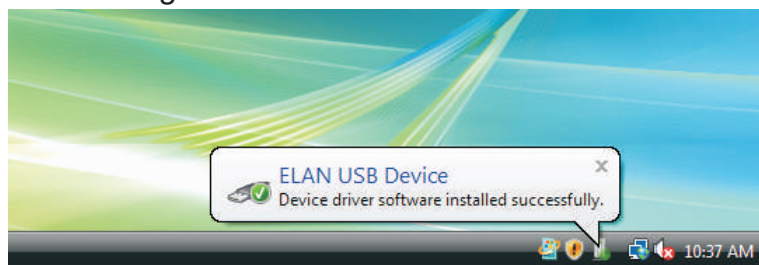 ELAN USB Device
Device driver software installed successfully.
10:37 AM